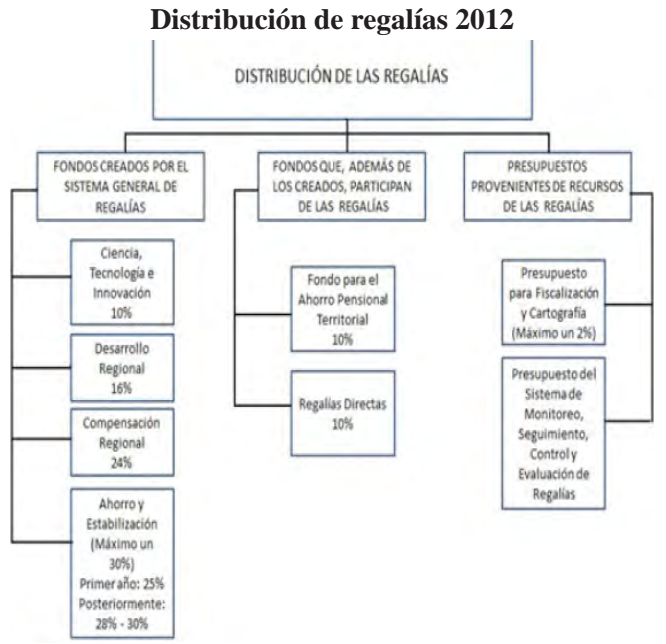 Distribución de regalías 2012
DISTRIBUCIÓN DE LAS REGALÍAS
FONDOS CREADOS POR EL
SISTEMA GENERAL DE
REGALÍAS
Ciencia,
Tecnología e
Innovación
10%
Desarrollo
Regional
16%
Compensación
Regional
24%
Ahorro y
Estabilización
(Máximo un
30%)
Primer año: 25%
Posteriormente:
28% - 30%
FONDOS QUE, ADEMÁS DE
LOS CREADOS, PARTICIPAN
DE LAS REGALÍAS
Fondo para el
Ahorro Pensional
Territorial
10%
Regalías Directas
10%
PRESUPUESTOS
PROVENIENTES DE RECURSOS
DE LAS REGALÍAS
Presupuesto
para Fiscalización
y Cartografía
(Máximo un 2%)
Presupuesto del
Sistema de
Monitoreo,
Seguimiento,
Control y
Evaluación de
Regalías